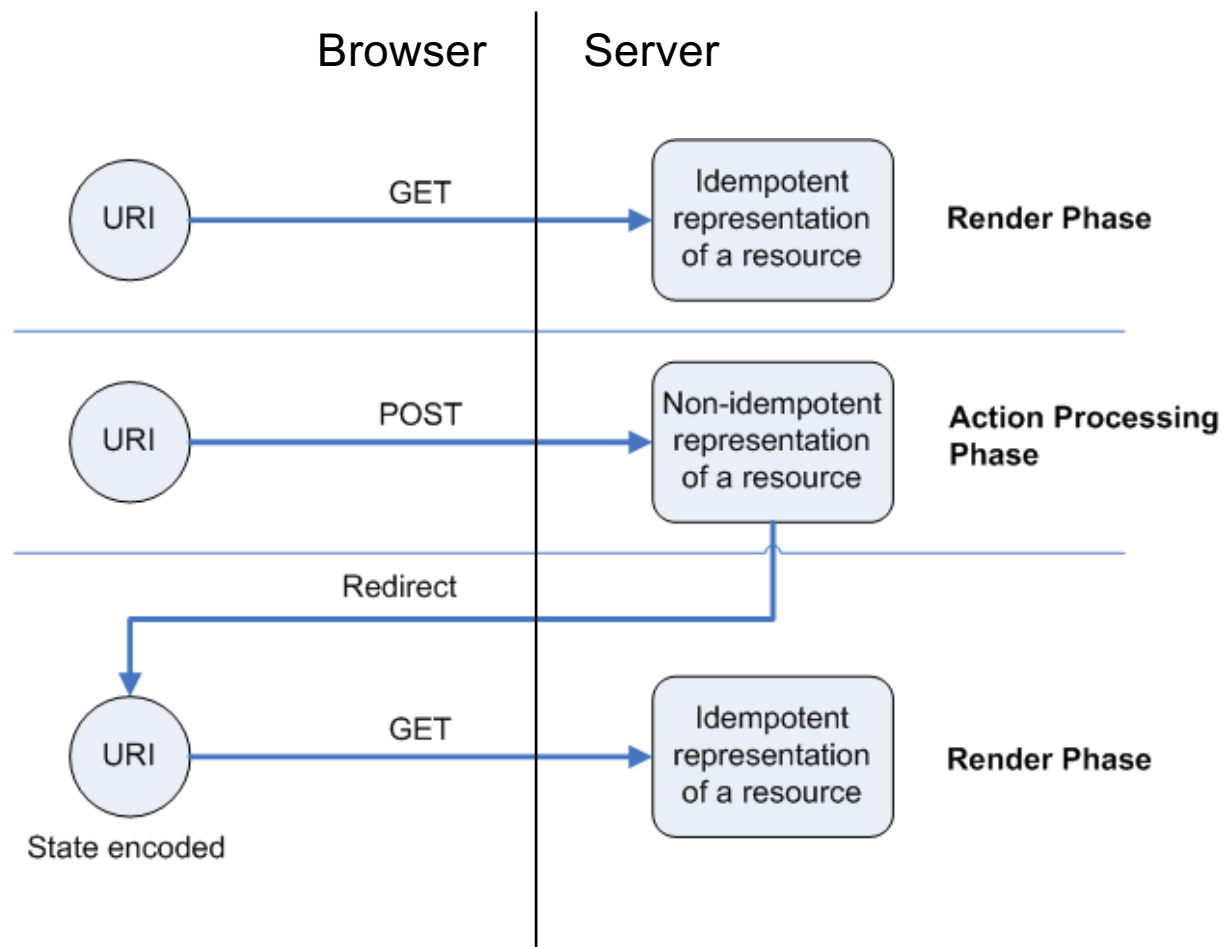 Browser
Server
URI
GET
Idempotent
representation
of a resource
Render Phase
URI
POST
Non-idempotent
representation
of a resource
Action Processing
Phase
Redirect
URI
GET
Idempotent
representation
of a resource
Render Phase
State encoded